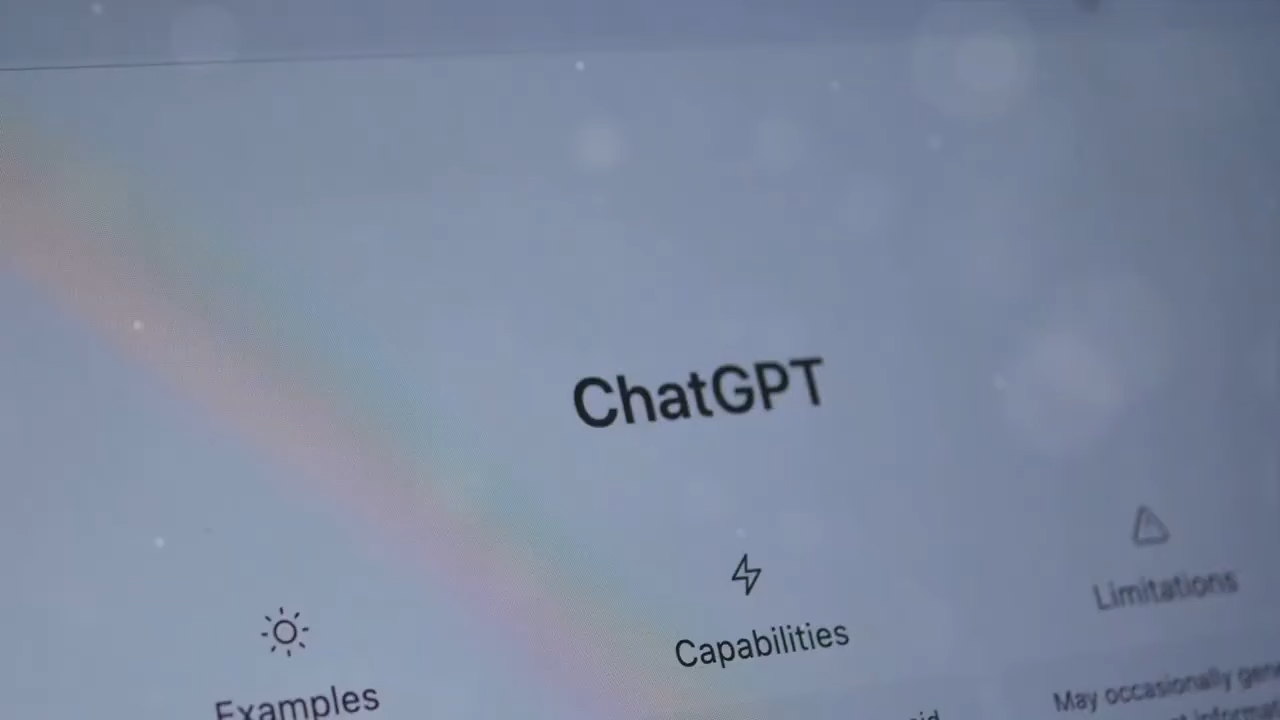 ChatGPT
Examples
Capabilities
Limitations
May occasionally